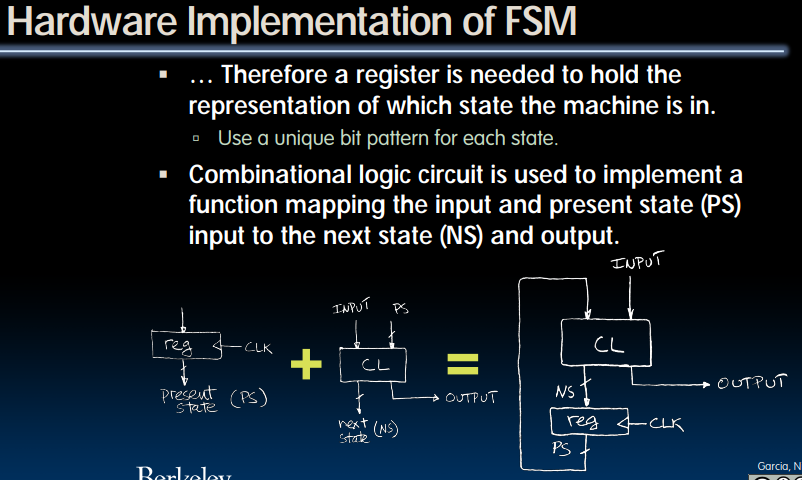 Hardware Implementation of FSM
▪ … Therefore a register is needed to hold the
representation of which state the machine is in.
▫ Use a unique bit pattern for each state.
▪ Combinational logic circuit is used to implement a
function mapping the input and present state (PS)
input to the next state (NS) and output.
reg
CLK
present
state (PS)
+
INPUT PS
CL
OUTPUT
next
state (NS)
=
INPUT
CL
OUTPUT
NS
reg
CLK
PS
Berkeley
Garcia, N